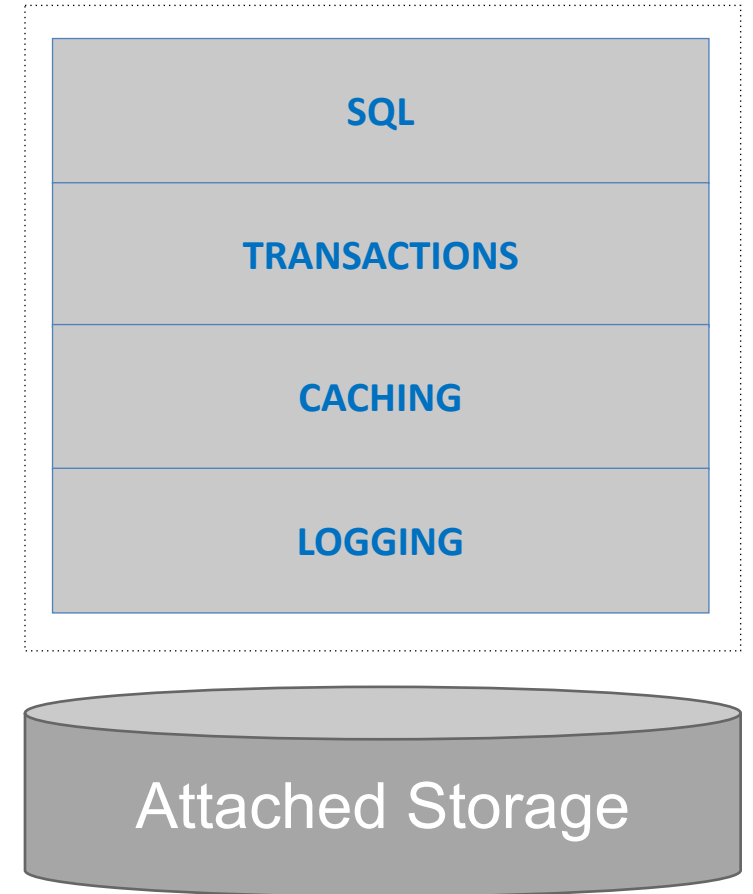 SQL
TRANSACTIONS
CACHING
LOGGING
Attached Storage